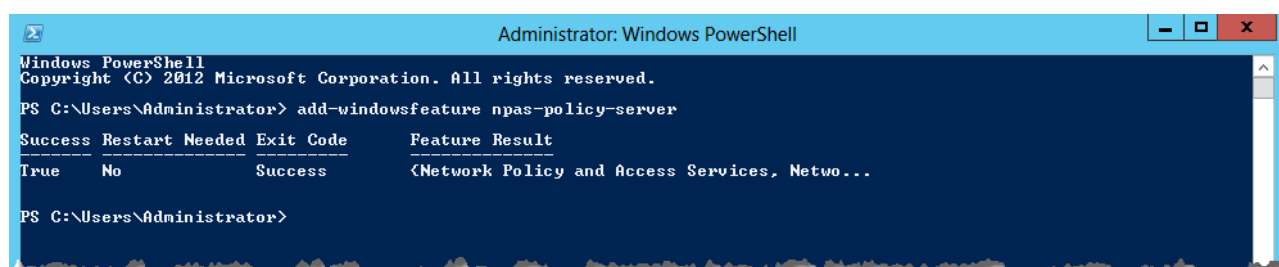 Administrator: Windows PowerShell
Windows PowerShell
Copyright (C) 2012 Microsoft Corporation. All rights reserved.
PS C:\Users\Administrator> add-windowsfeature npas-policy-server
Success Restart Needed Exit Code Feature Result
------- -------------- --------- --------------
True No Success {Network Policy and Access Services, Netwo...
PS C:\Users\Administrator>